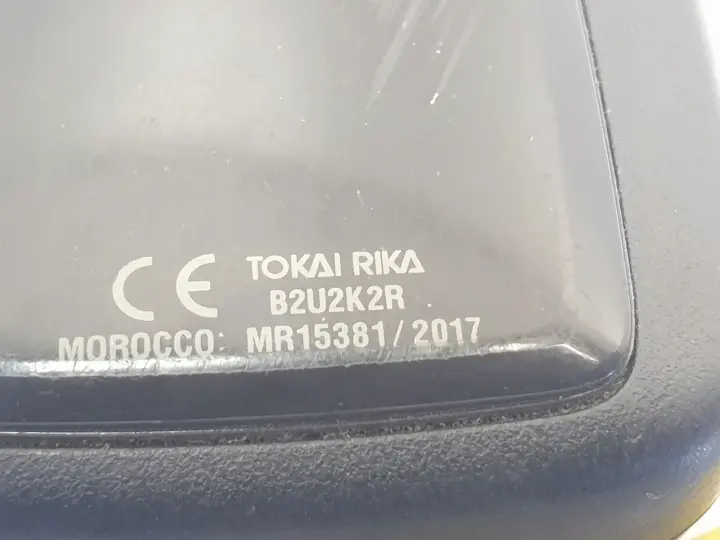 CE TOKAI RIKA
B2U2K2R
MOROCCO: MR15381/2017